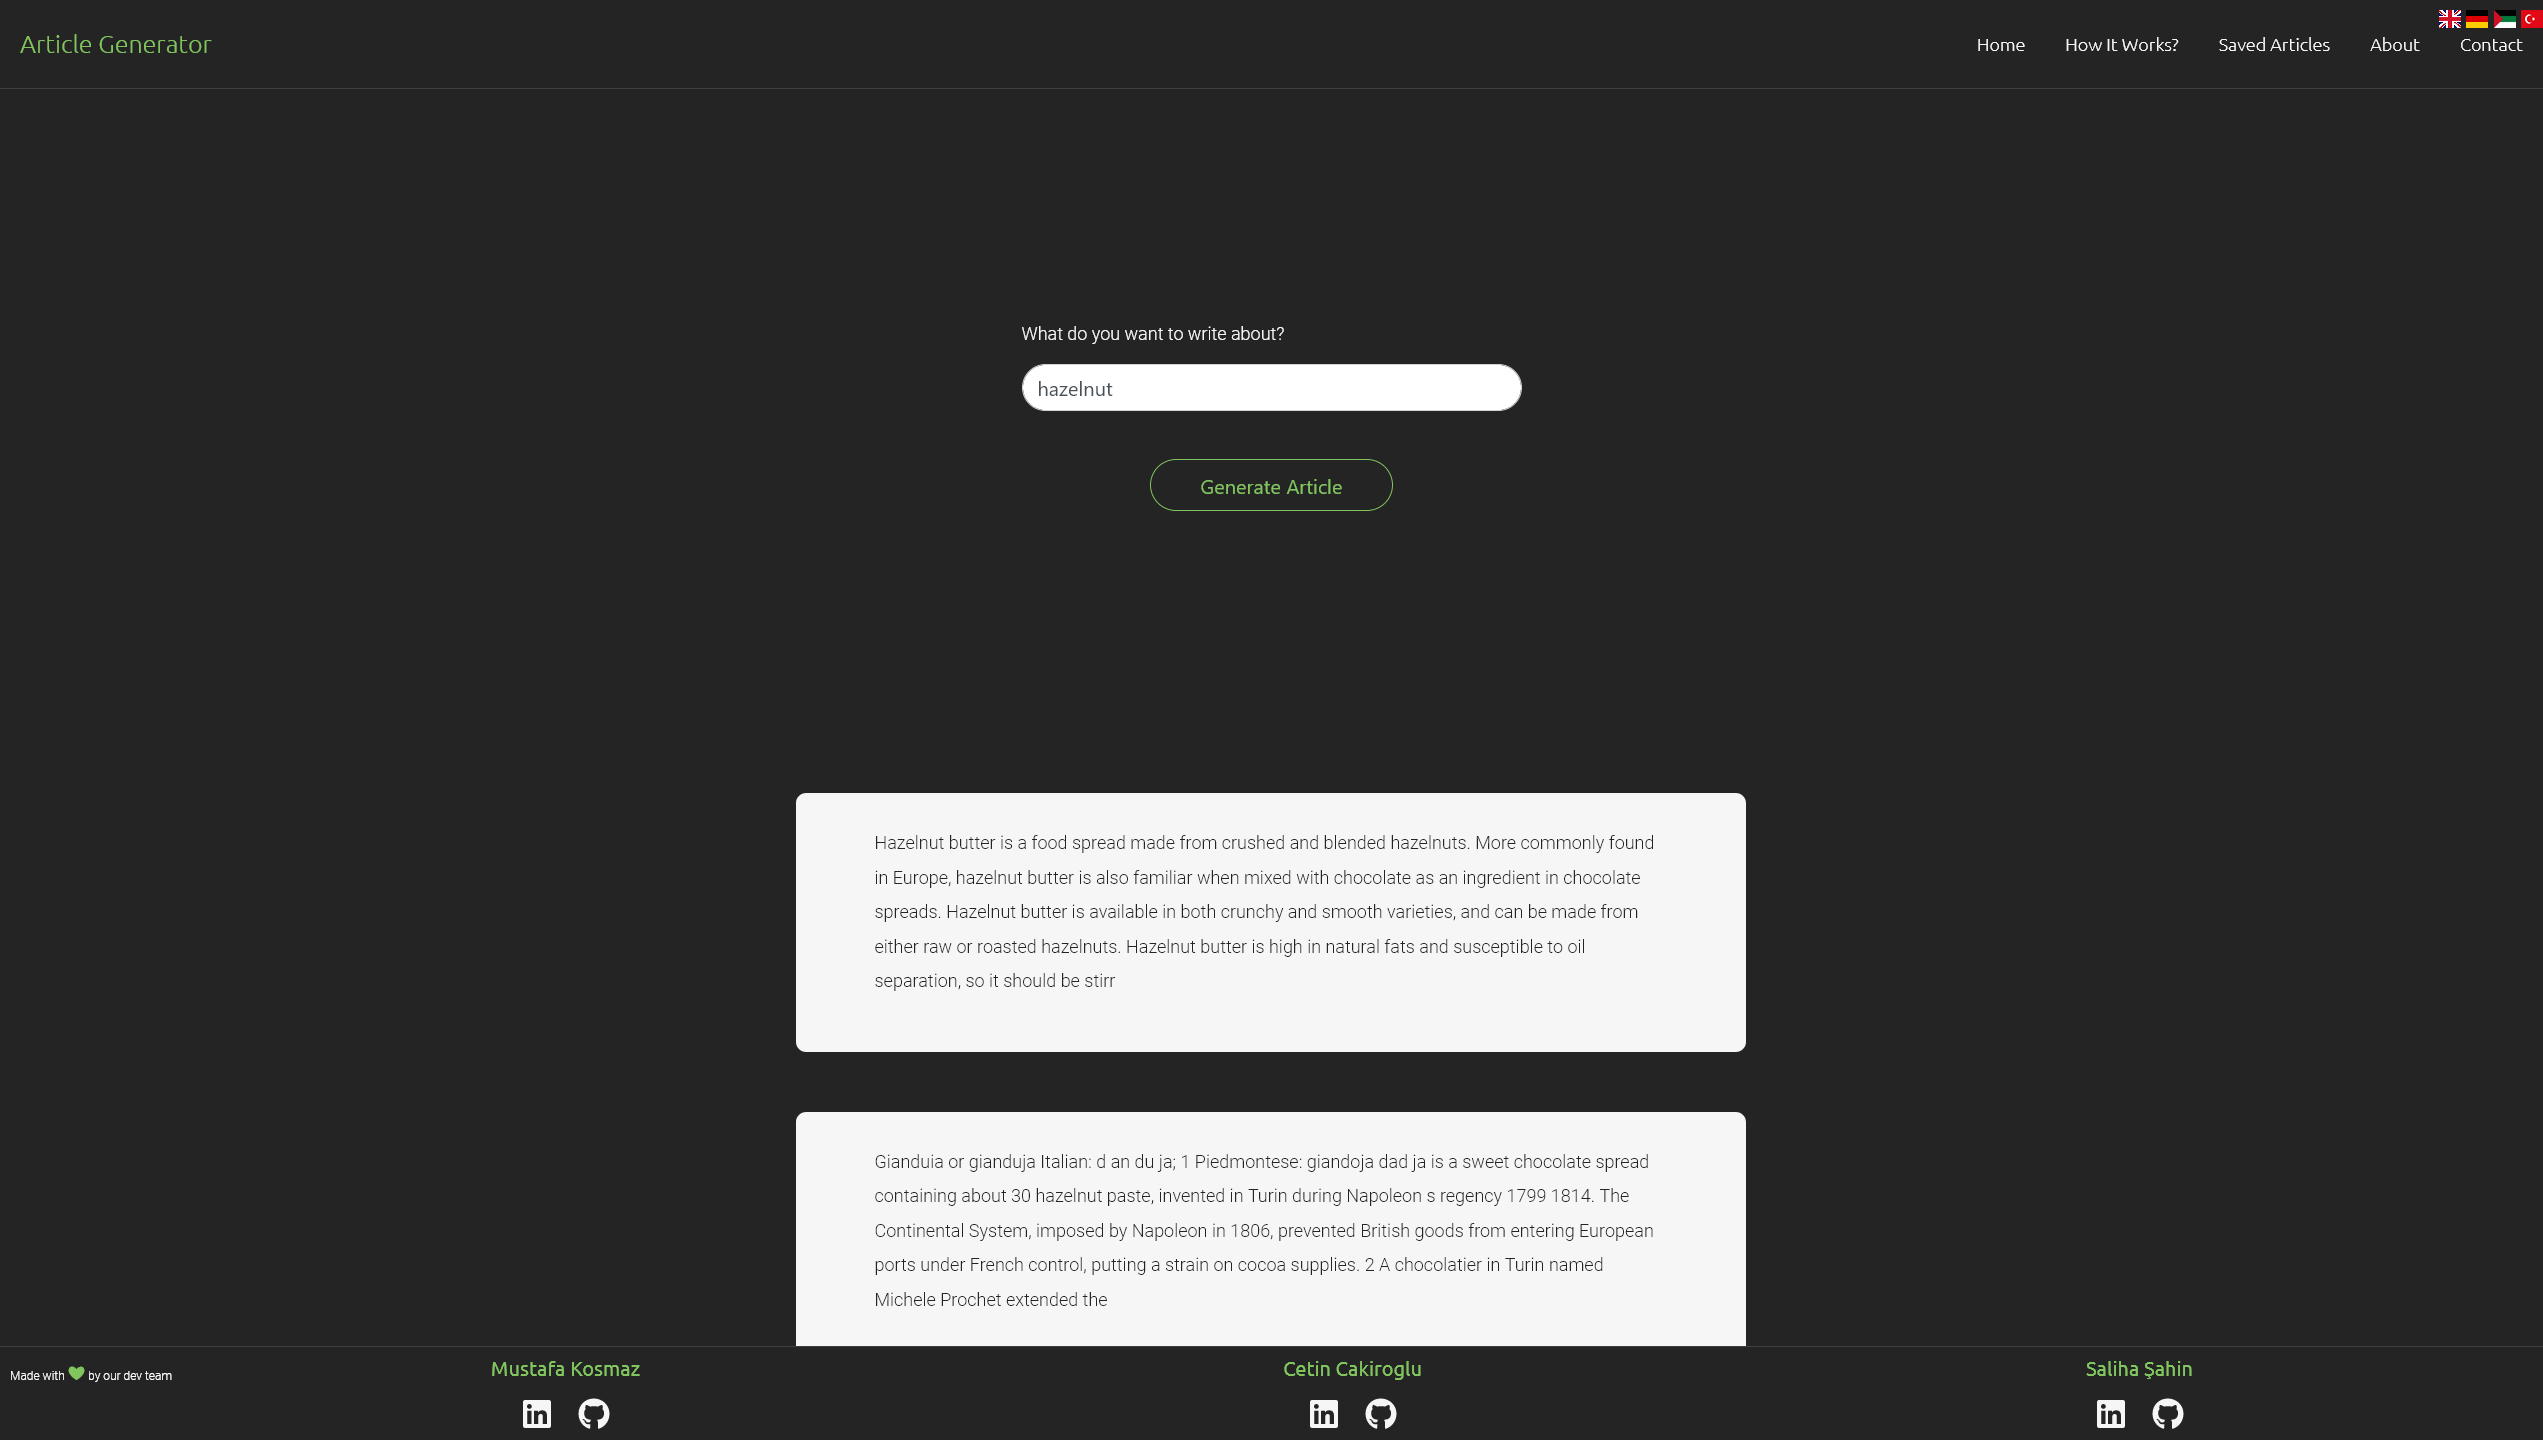 Article Generator
Home How It Works? Saved Articles About Contact
What do you want to write about?
hazelnut
Generate Article
Hazelnut butter is a food spread made from crushed and blended hazelnuts. More commonly found
in Europe, hazelnut butter is also familiar when mixed with chocolate as an ingredient in chocolate
spreads. Hazelnut butter is available in both crunchy and smooth varieties, and can be made from
either raw or roasted hazelnuts. Hazelnut butter is high in natural fats and susceptible to oil
separation, so it should be stirr
Gianduia or gianduja Italian: d an du ja; 1 Piedmontese: giandoja dad ja is a sweet chocolate spread
containing about 30 hazelnut paste, invented in Turin during Napoleon s regency 1799 1814. The
Continental System, imposed by Napoleon in 1806, prevented British goods from entering European
ports under French control, putting a strain on cocoa supplies. 2 A chocolatier in Turin named
Michele Prochet extended the
Made with by our dev team
Mustafa Kosmaz
Cetin Cakiroglu
Saliha Şahin